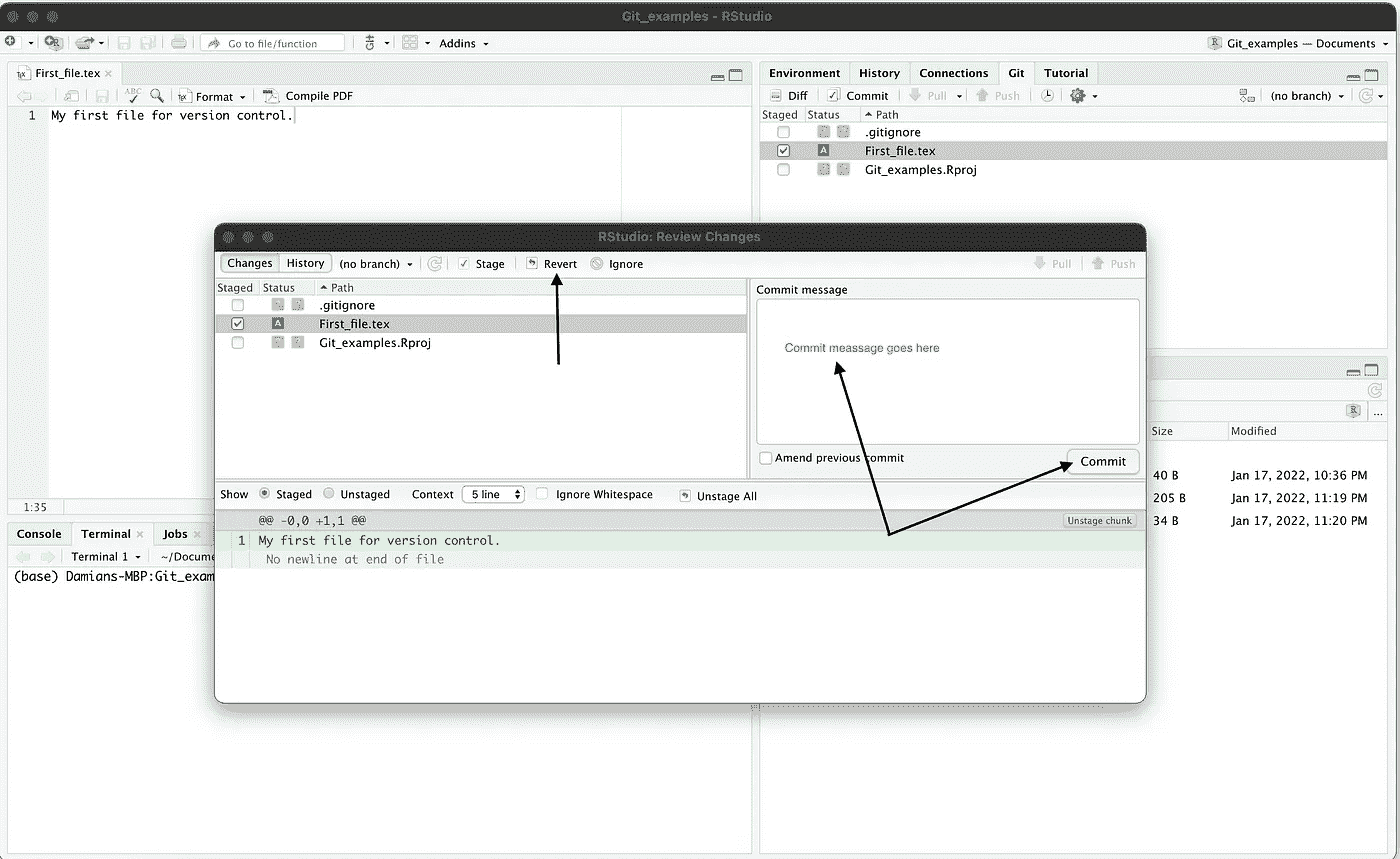 Git_examples - RStudio
Go to file/function
Addins
Git_examples — Documents
First_file.tex
ABC
Format
Compile PDF
1 My first file for version control.
1:35
Environment History Connections Git Tutorial
Diff Commit Pull Push (no branch)
Staged Status Path
.gitignore
A First_file.tex
Git_examples.Rproj
RStudio: Review Changes
Changes History (no branch) Stage Revert Ignore Pull Push
Staged Status Path
.gitignore
A First_file.tex
Git_examples.Rproj
Commit message
Commit meassage goes here
Amend previous commit
Commit
Show Staged Unstaged Context 5 line Ignore Whitespace Unstage All
@@ -0,0 +1,1 @@ Unstage chunk
1 My first file for version control.
No newline at end of file
Console Terminal Jobs
Terminal 1 ~/Docume
(base) Damians-MBP:Git_exam
R ...
Size Modified
40 B Jan 17, 2022, 10:36 PM
205 B Jan 17, 2022, 11:19 PM
34 B Jan 17, 2022, 11:20 PM